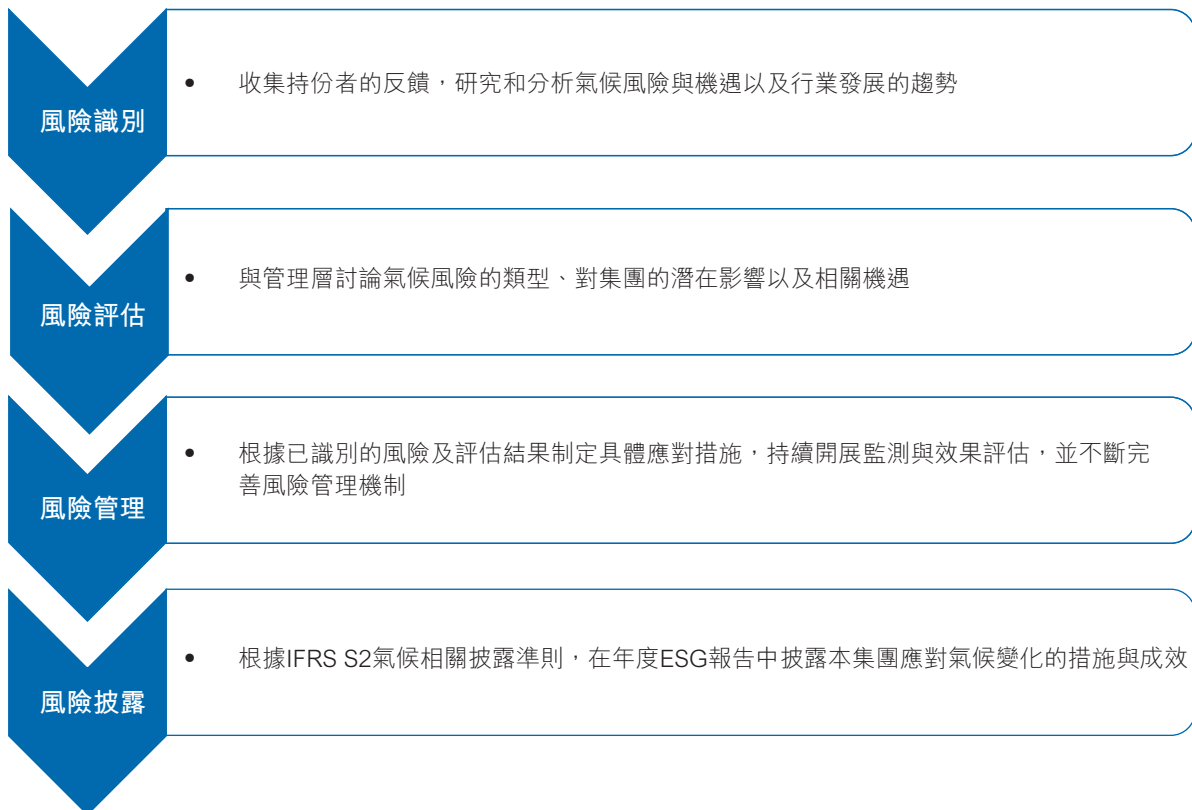 風險識別
• 收集持份者的反饋，研究和分析氣候風險與機遇以及行業發展的趨勢
風險評估
• 與管理層討論氣候風險的類型、對集團的潛在影響以及相關機遇
風險管理
• 根據已識別的風險及評估結果制定具體應對措施，持續開展監測與效果評估，並不斷完
善風險管理機制
風險披露
• 根據IFRS S2氣候相關披露準則，在年度ESG報告中披露本集團應對氣候變化的措施與成效